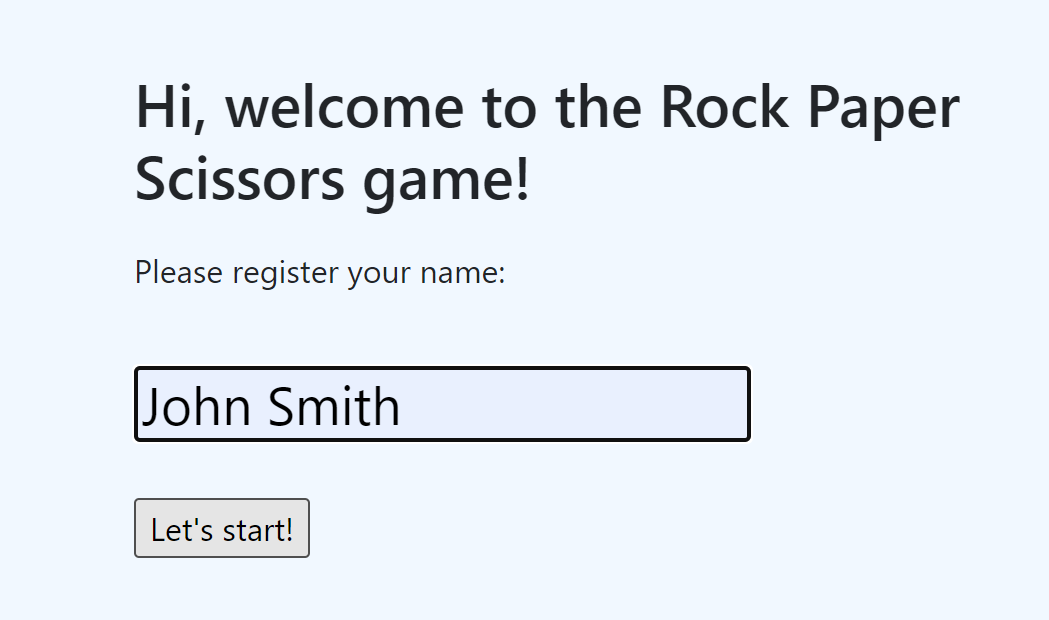 Hi, welcome to the Rock Paper
Scissors game!
Please register your name:
John Smith
Let's start!